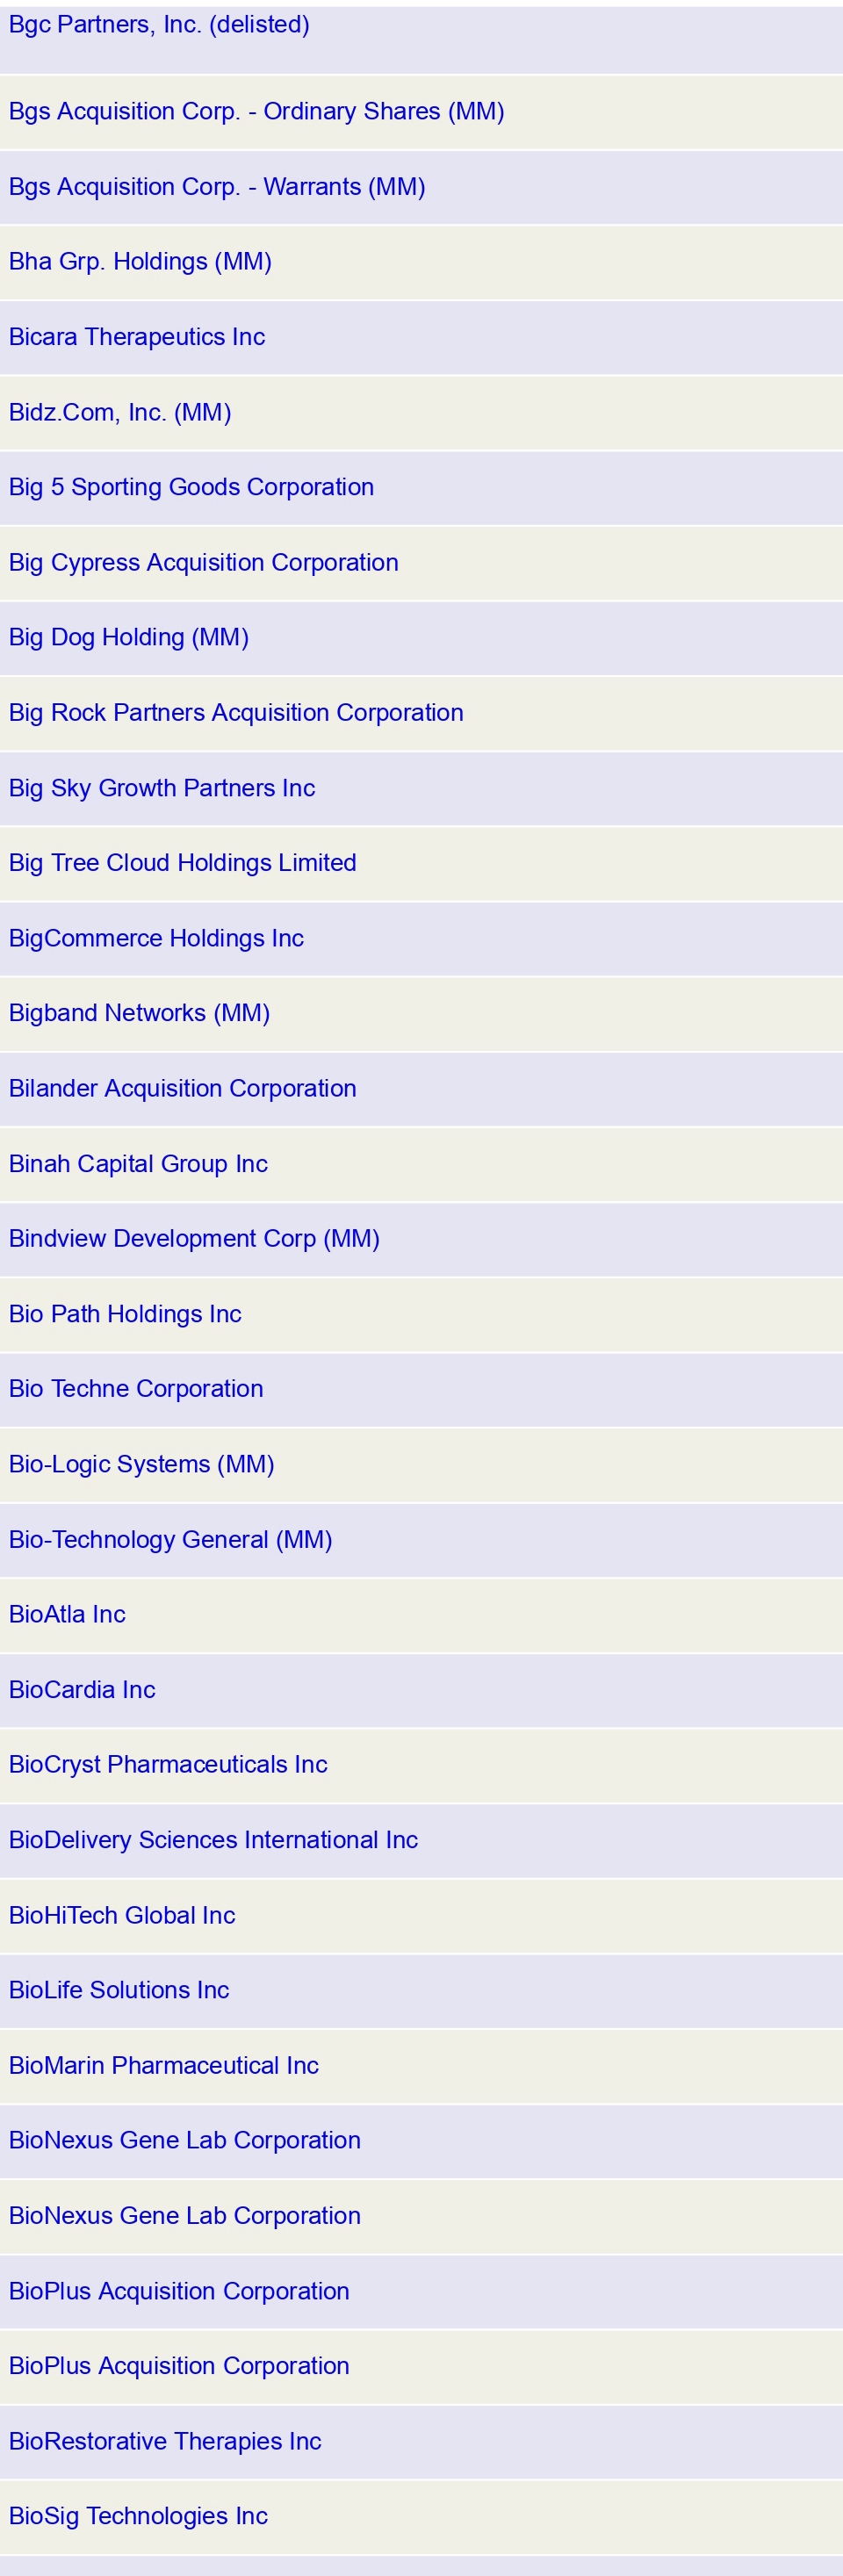 Bgc Partners, Inc. (delisted)
Bgs Acquisition Corp. - Ordinary Shares (MM)
Bgs Acquisition Corp. - Warrants (MM)
Bha Grp. Holdings (MM)
Bicara Therapeutics Inc
Bidz.Com, Inc. (MM)
Big 5 Sporting Goods Corporation
Big Cypress Acquisition Corporation
Big Dog Holding (MM)
Big Rock Partners Acquisition Corporation
Big Sky Growth Partners Inc
Big Tree Cloud Holdings Limited
BigCommerce Holdings Inc
Bigband Networks (MM)
Bilander Acquisition Corporation
Binah Capital Group Inc
Bindview Development Corp (MM)
Bio Path Holdings Inc
Bio Techne Corporation
Bio-Logic Systems (MM)
Bio-Technology General (MM)
BioAtla Inc
BioCardia Inc
BioCryst Pharmaceuticals Inc
BioDelivery Sciences International Inc
BioHiTech Global Inc
BioLife Solutions Inc
BioMarin Pharmaceutical Inc
BioNexus Gene Lab Corporation
BioNexus Gene Lab Corporation
BioPlus Acquisition Corporation
BioPlus Acquisition Corporation
BioRestorative Therapies Inc
BioSig Technologies Inc